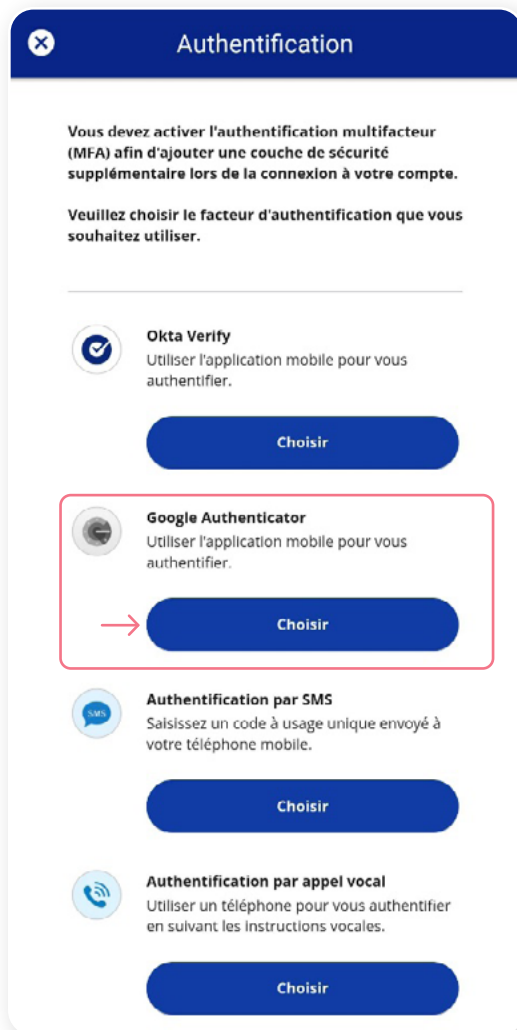 Authentification
Vous devez activer l'authentification multifacteur
(MFA) afin d'ajouter une couche de sécurité
supplémentaire lors de la connexion à votre compte.
Veuillez choisir le facteur d'authentification que vous
souhaitez utiliser.
Okta Verify
Utiliser l'application mobile pour vous
authentifier.
Choisir
Google Authenticator
Utiliser l'application mobile pour vous
authentifier.
Choisir
Authentification par SMS
SMS
Saisissez un code à usage unique envoyé à
votre téléphone mobile.
Choisir
Authentification par appel vocal
Utiliser un téléphone pour vous authentifier
en suivant les instructions vocales.
Choisir